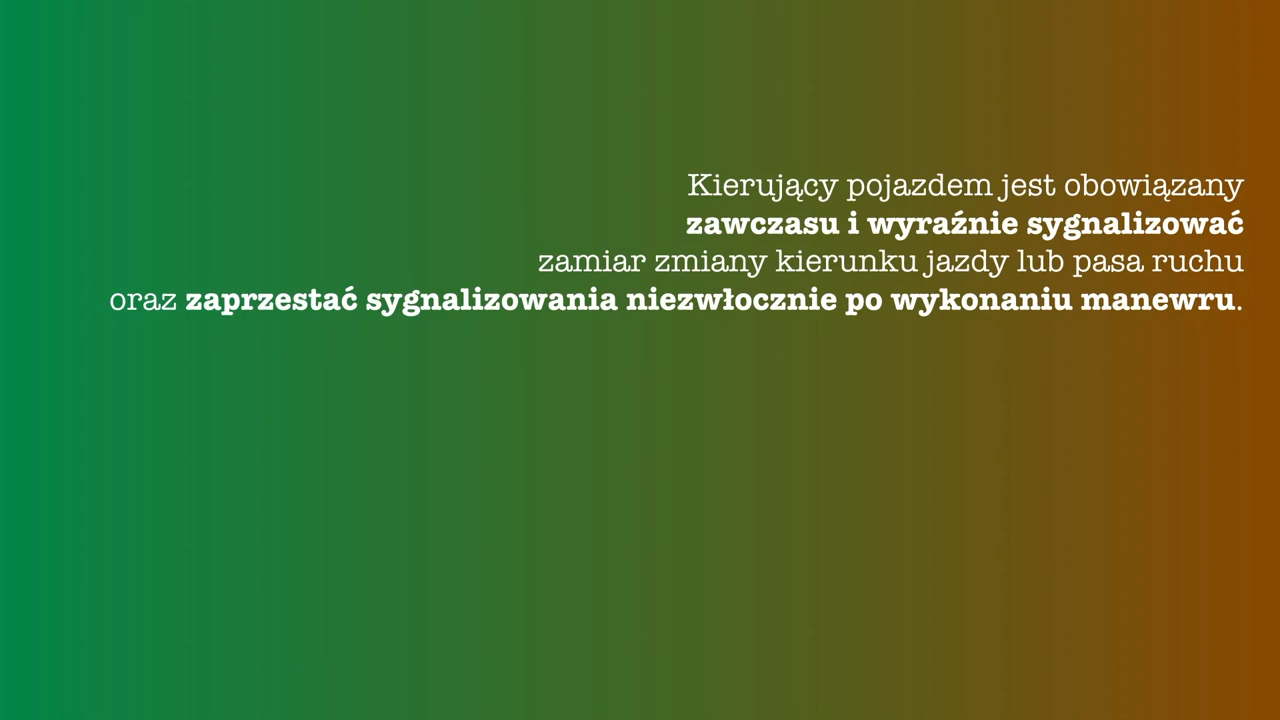 Kierujący pojazdem jest obowiązany
zawczasu i wyraźnie sygnalizować
zamiar zmiany kierunku jazdy lub pasa ruchu
oraz zaprzestać sygnalizowania niezwłocznie po wykonaniu manewru.